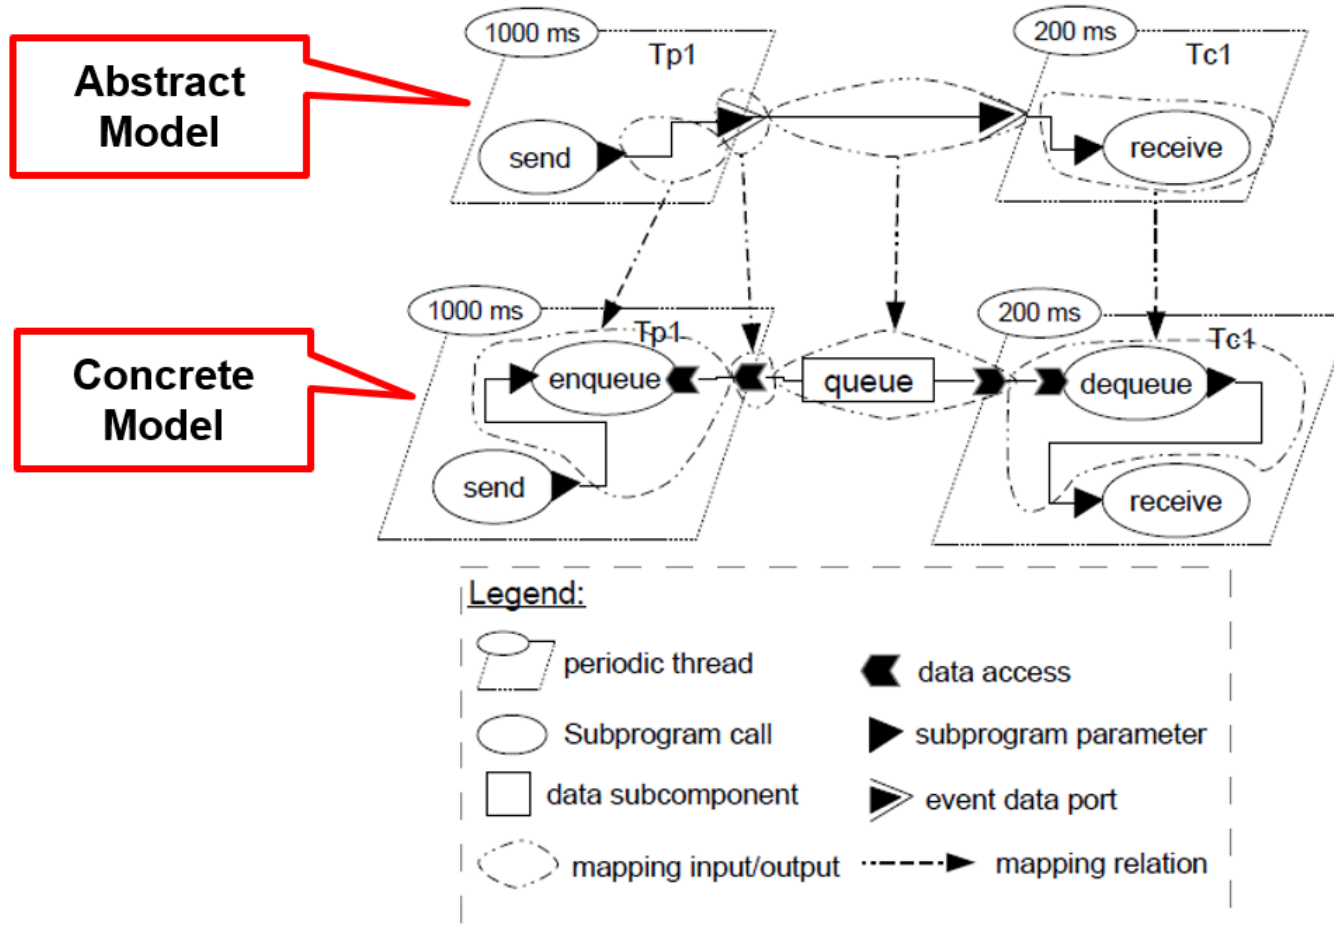 Abstract
Model
1000 ms
Tp1
200 ms
Tc1
send
receive
Concrete
Model
1000 ms
Tp1
200 ms
Tc1
enqueue
queue
dequeue
send
receive
Legend:
periodic thread
data access
Subprogram call
subprogram parameter
data subcomponent
event data port
mapping input/output
mapping relation